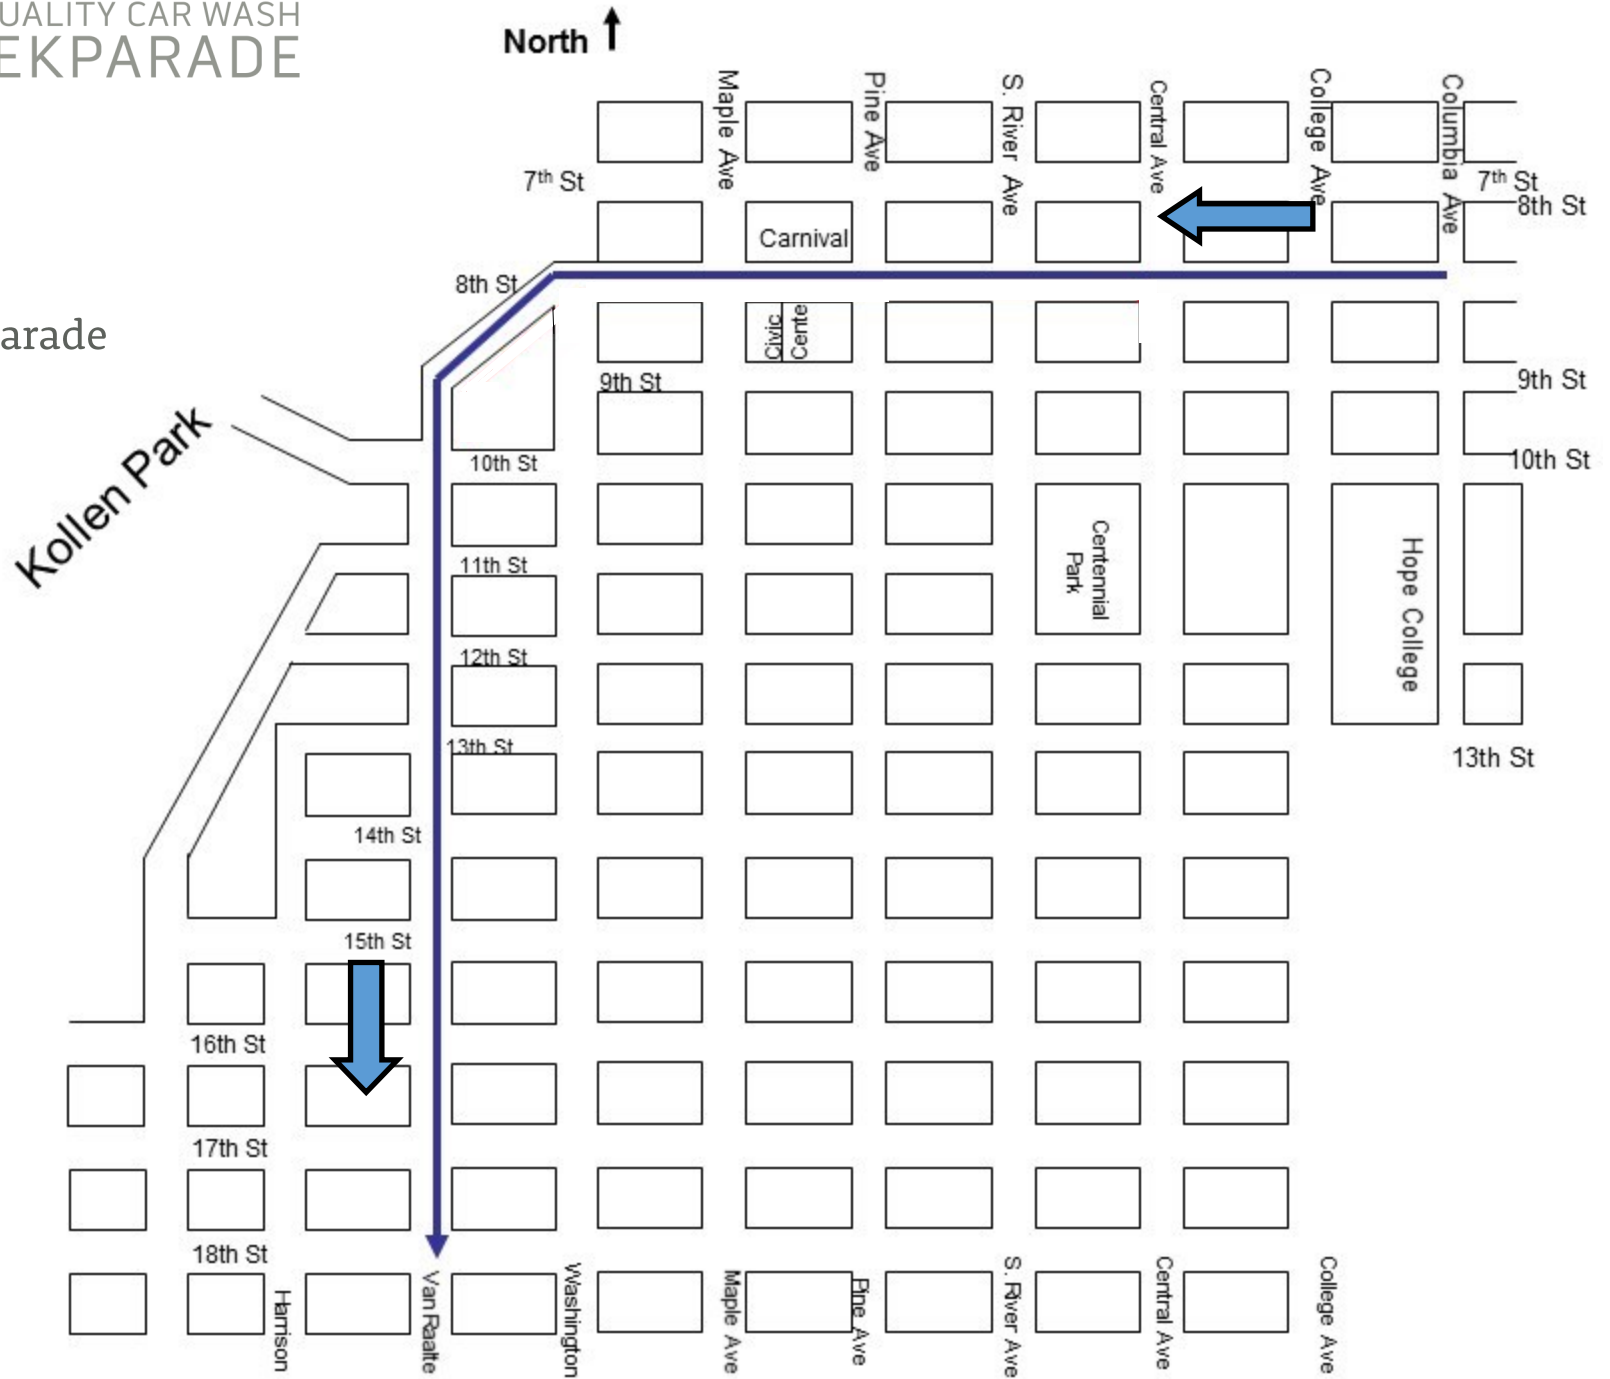 UALITY CAR WASH
EKPARADE
North
Maple Ave
Pine Ave
S. River Ave
Central Ave
College Ave
Columbia Ave
7th St
7th St
8th St
Carnival
8th St
arade
Civic
Cente
9th St
9th St
Kollen Park
10th St
10th St
Centennial
Park
Hope College
11th St
12th St
13th St
13th St
14th St
15th St
16th St
17th St
18th St
Harrison
Van Raalte
Washington
Maple Ave
Pine Ave
S. River Ave
Central Ave
College Ave